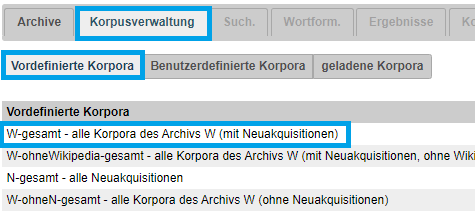 Archive Korpusverwaltung Such. Wortform. Ergebnisse
Vordefinierte Korpora Benutzerdefinierte Korpora geladene Korpora
Vordefinierte Korpora
W-gesamt - alle Korpora des Archivs W (mit Neuakquisitionen)
W-ohneWikipedia-gesamt - alle Korpora des Archivs W (mit Neuakquisitionen, ohne
N-gesamt - alle Neuakquisitionen
W-ohneN-gesamt - alle Korpora des Archivs W (ohne Neuakquisitionen)